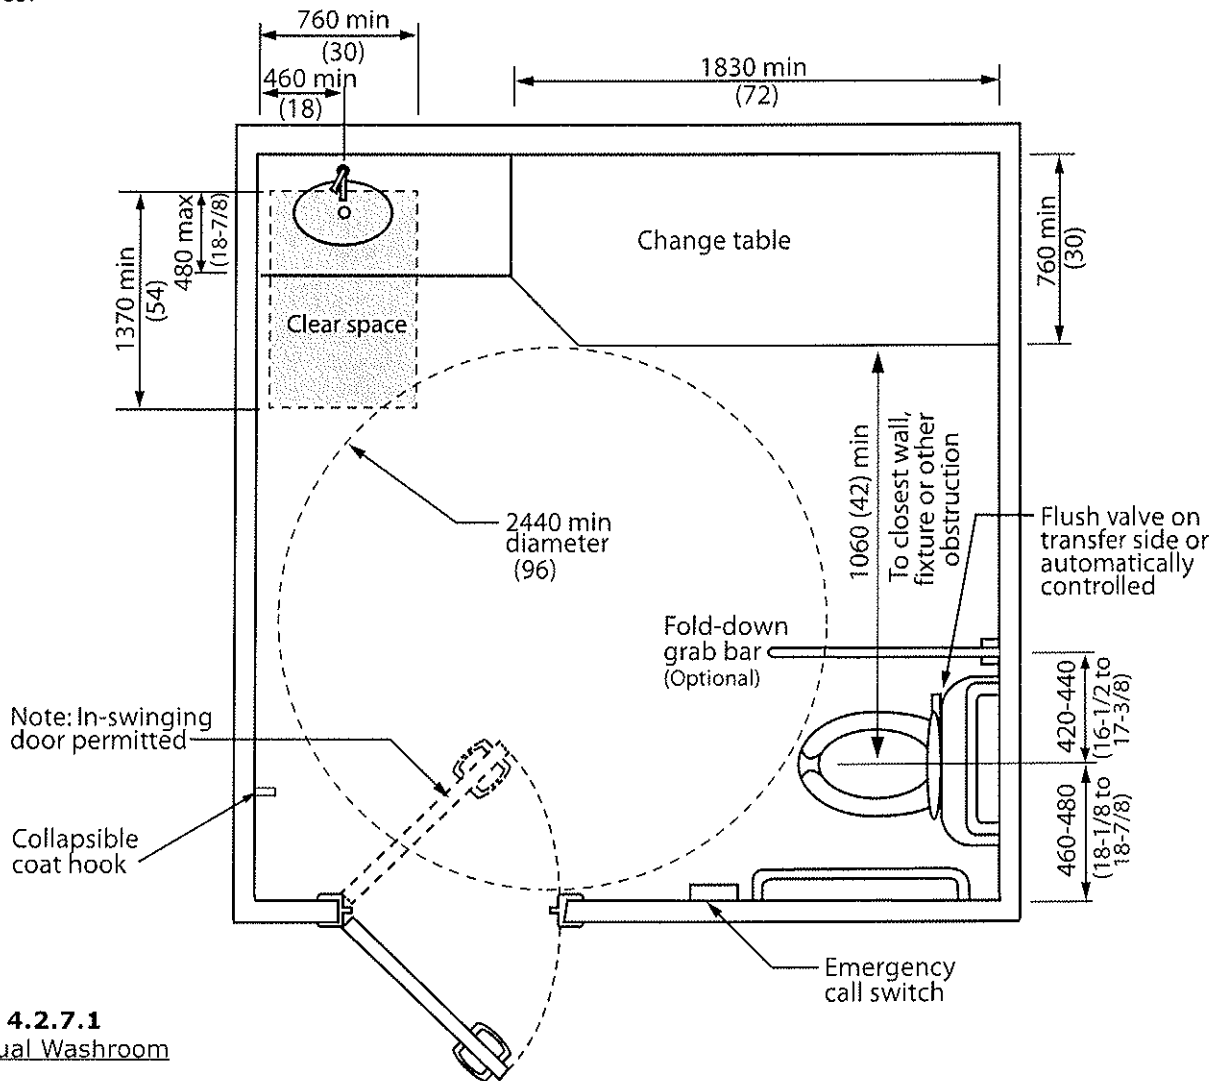 760 min
(30)
460 min
(18)
1830 min
(72)
1370 min
(54)
480 max
(18-7/8)
Change table
760 min
(30)
Clear space
2440 min
diameter
(96)
1060 (42) min
To closest wall,
fixture or other
obstruction
Flush valve on
transfer side or
automatically
controlled
Fold-down
grab bar
(Optional)
420-440
(16-1/2 to
17-3/8)
Note: In-swinging
door permitted
460-480
(18-1/8 to
18-7/8)
Collapsible
coat hook
Emergency
call switch
4.2.7.1
ual Washroom